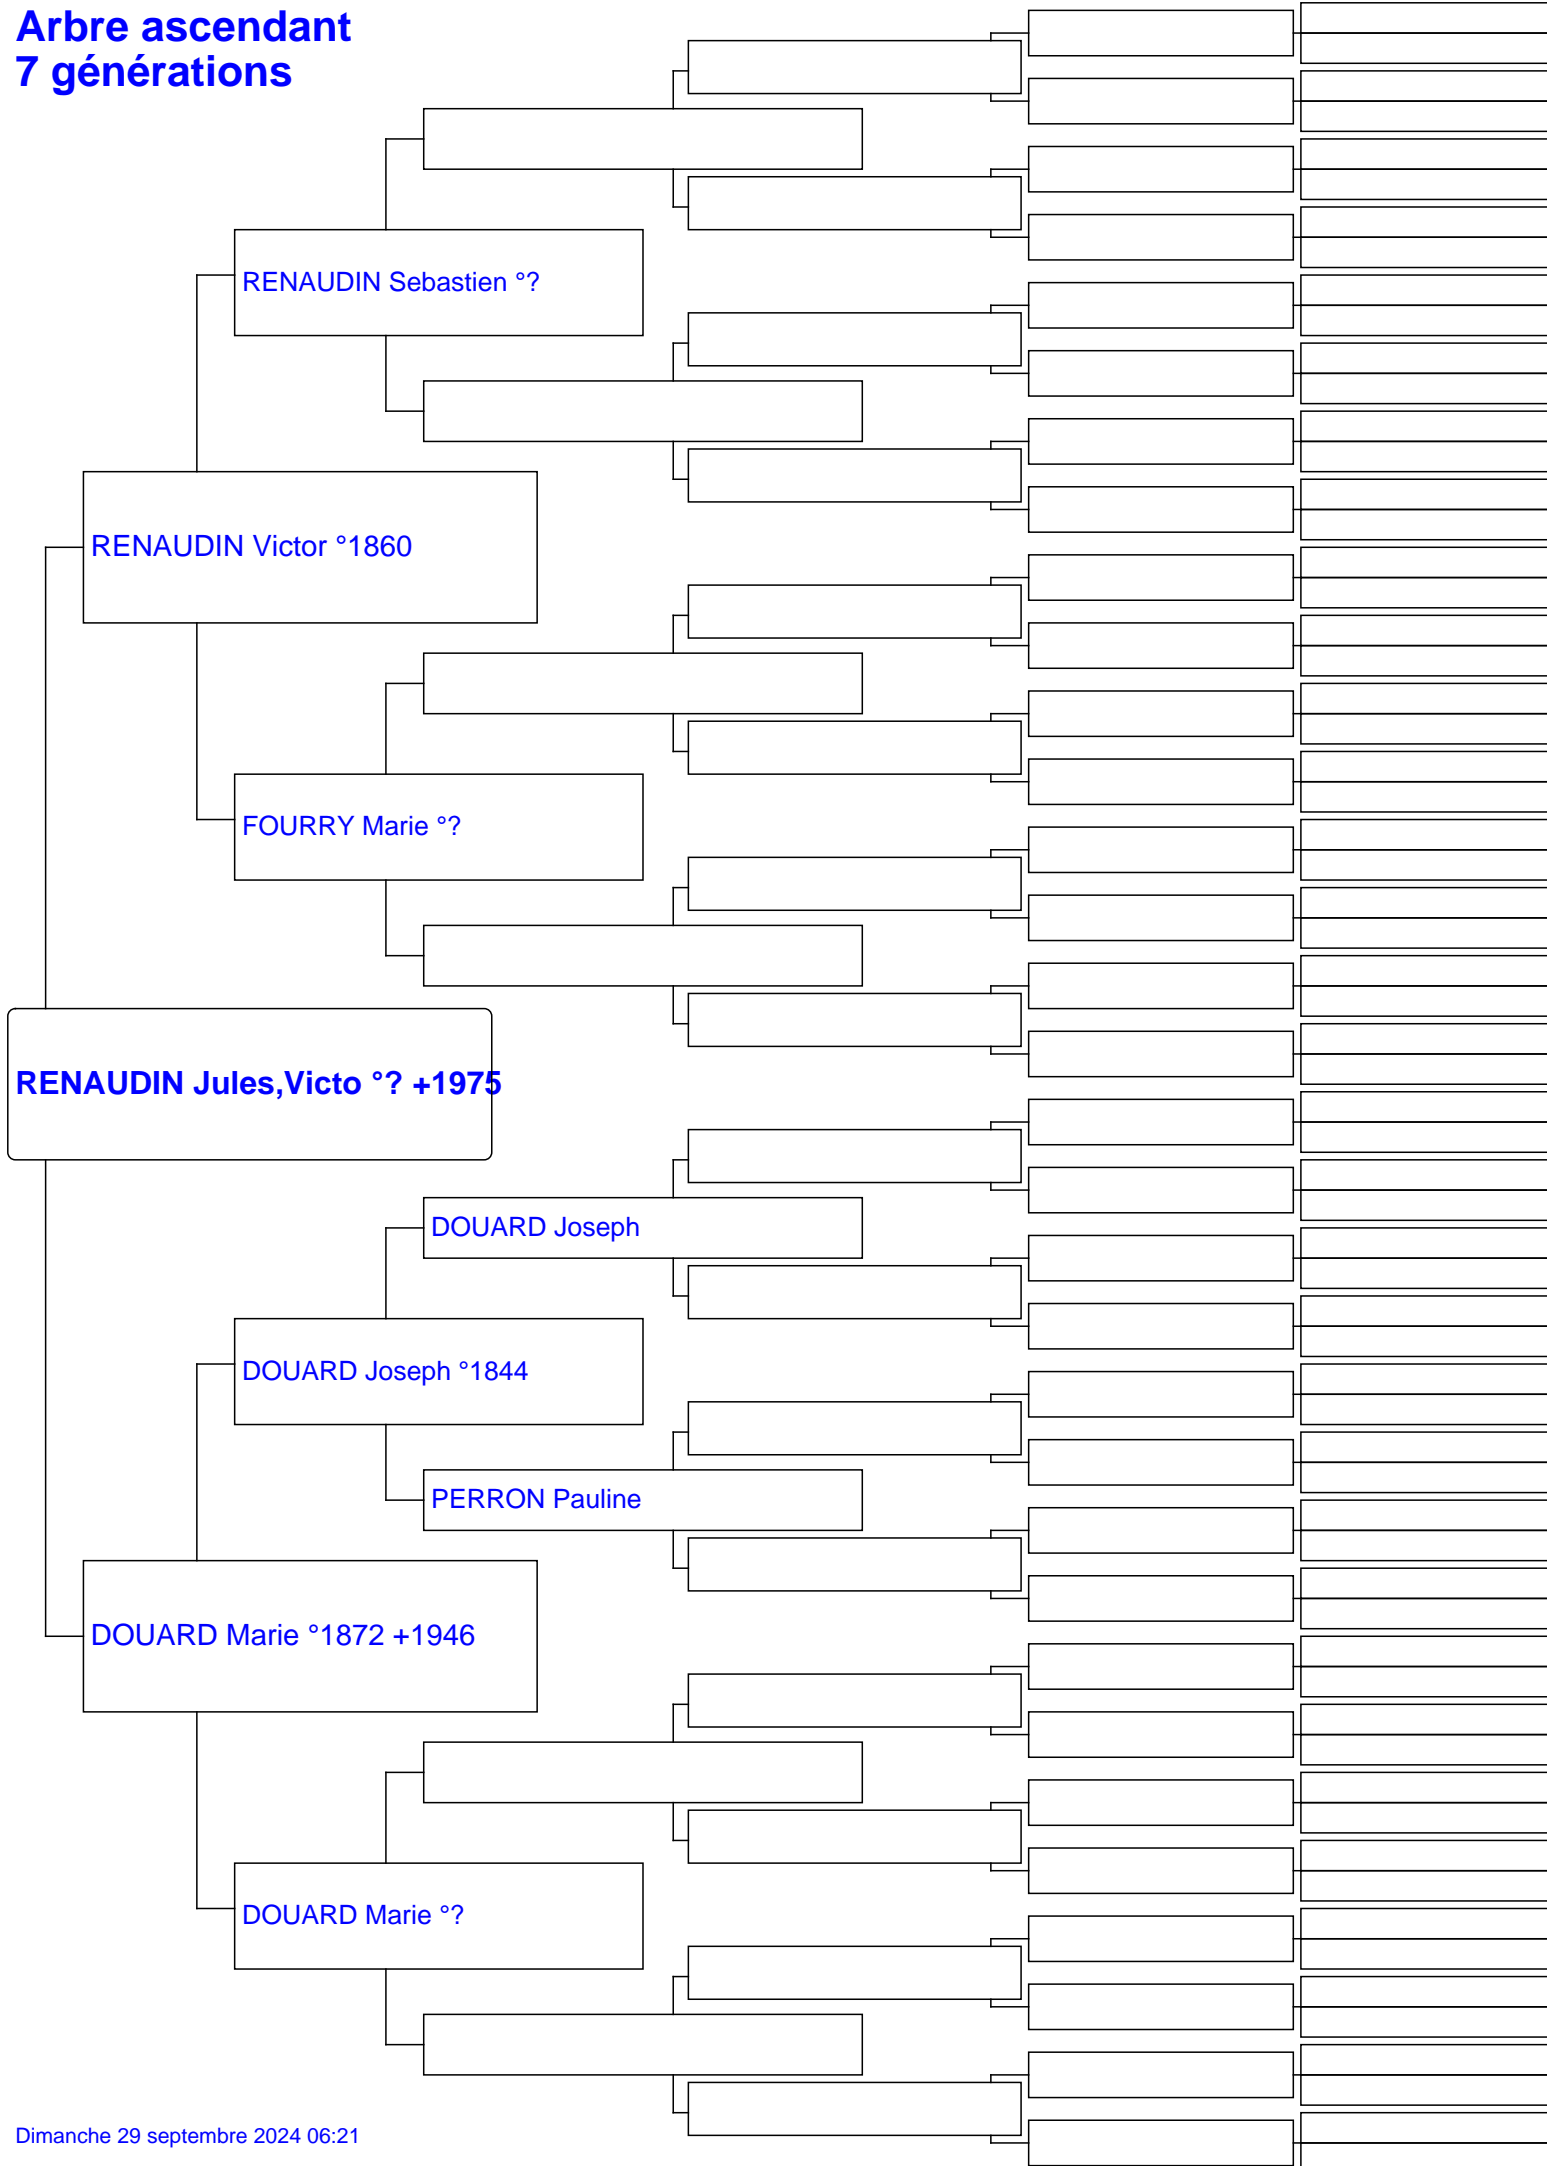 Arbre ascendant
7 générations
RENAUDIN Sebastien °?
RENAUDIN Victor °1860
FOURRY Marie °?
RENAUDIN Jules,Victo °? +1975
DOUARD Joseph
DOUARD Joseph °1844
PERRON Pauline
DOUARD Marie °1872 +1946
DOUARD Marie °?
Dimanche 29 septembre 2024 06:21